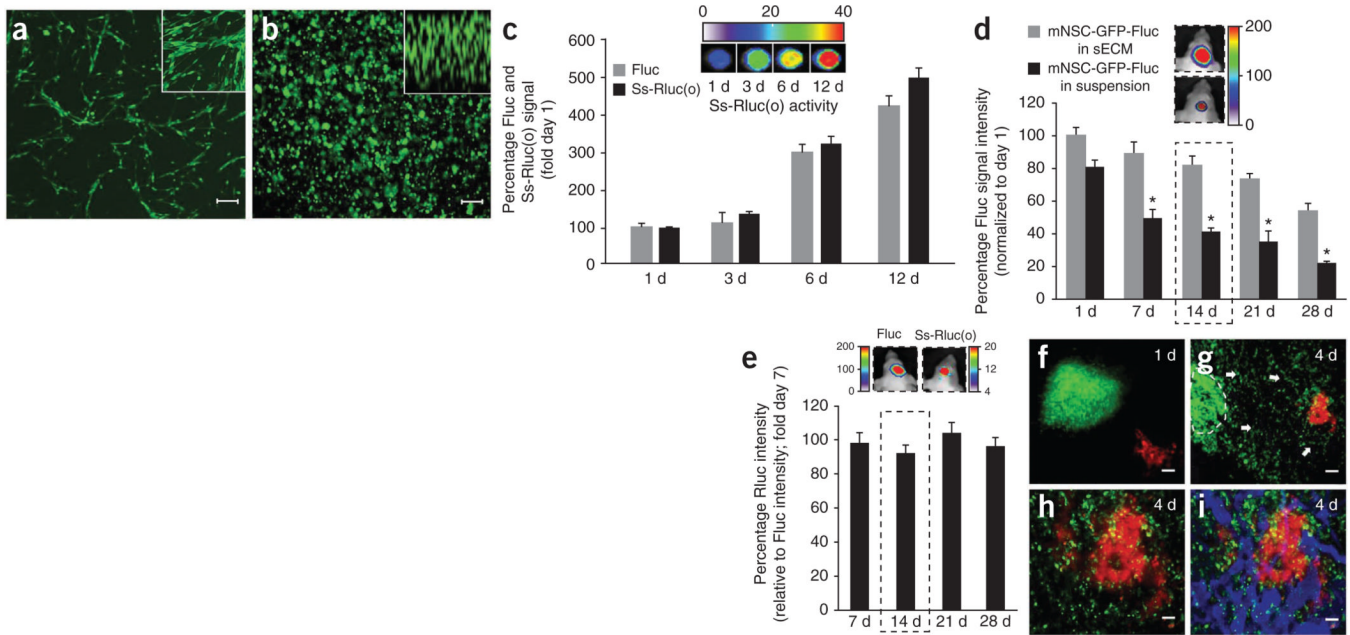 a
b
c
Percentage Fluc and
Ss-Rluc(o) signal
(fold day 1)
600
500
400
300
200
100
0
Fluc
Ss-Rluc(o)
0 20 40
1 d 3 d 6 d 12 d
Ss-Rluc(o) activity
1 d 3 d 6 d 12 d
d
mNSC-GFP-Fluc
in sECM
mNSC-GFP-Fluc
in suspension
200
100
0
Percentage Fluc signal intensity
(normalized to day 1)
120
100
80
60
40
20
0
* * * *
1 d 7 d 14 d 21 d 28 d
e
Fluc Ss-Rluc(o)
200
100
0
20
12
4
Percentage Rluc intensity
(relative to Fluc intensity; fold day 7)
120
100
80
60
40
20
0
7 d 14 d 21 d 28 d
f 1 d
g 4 d
h 4 d
i 4 d